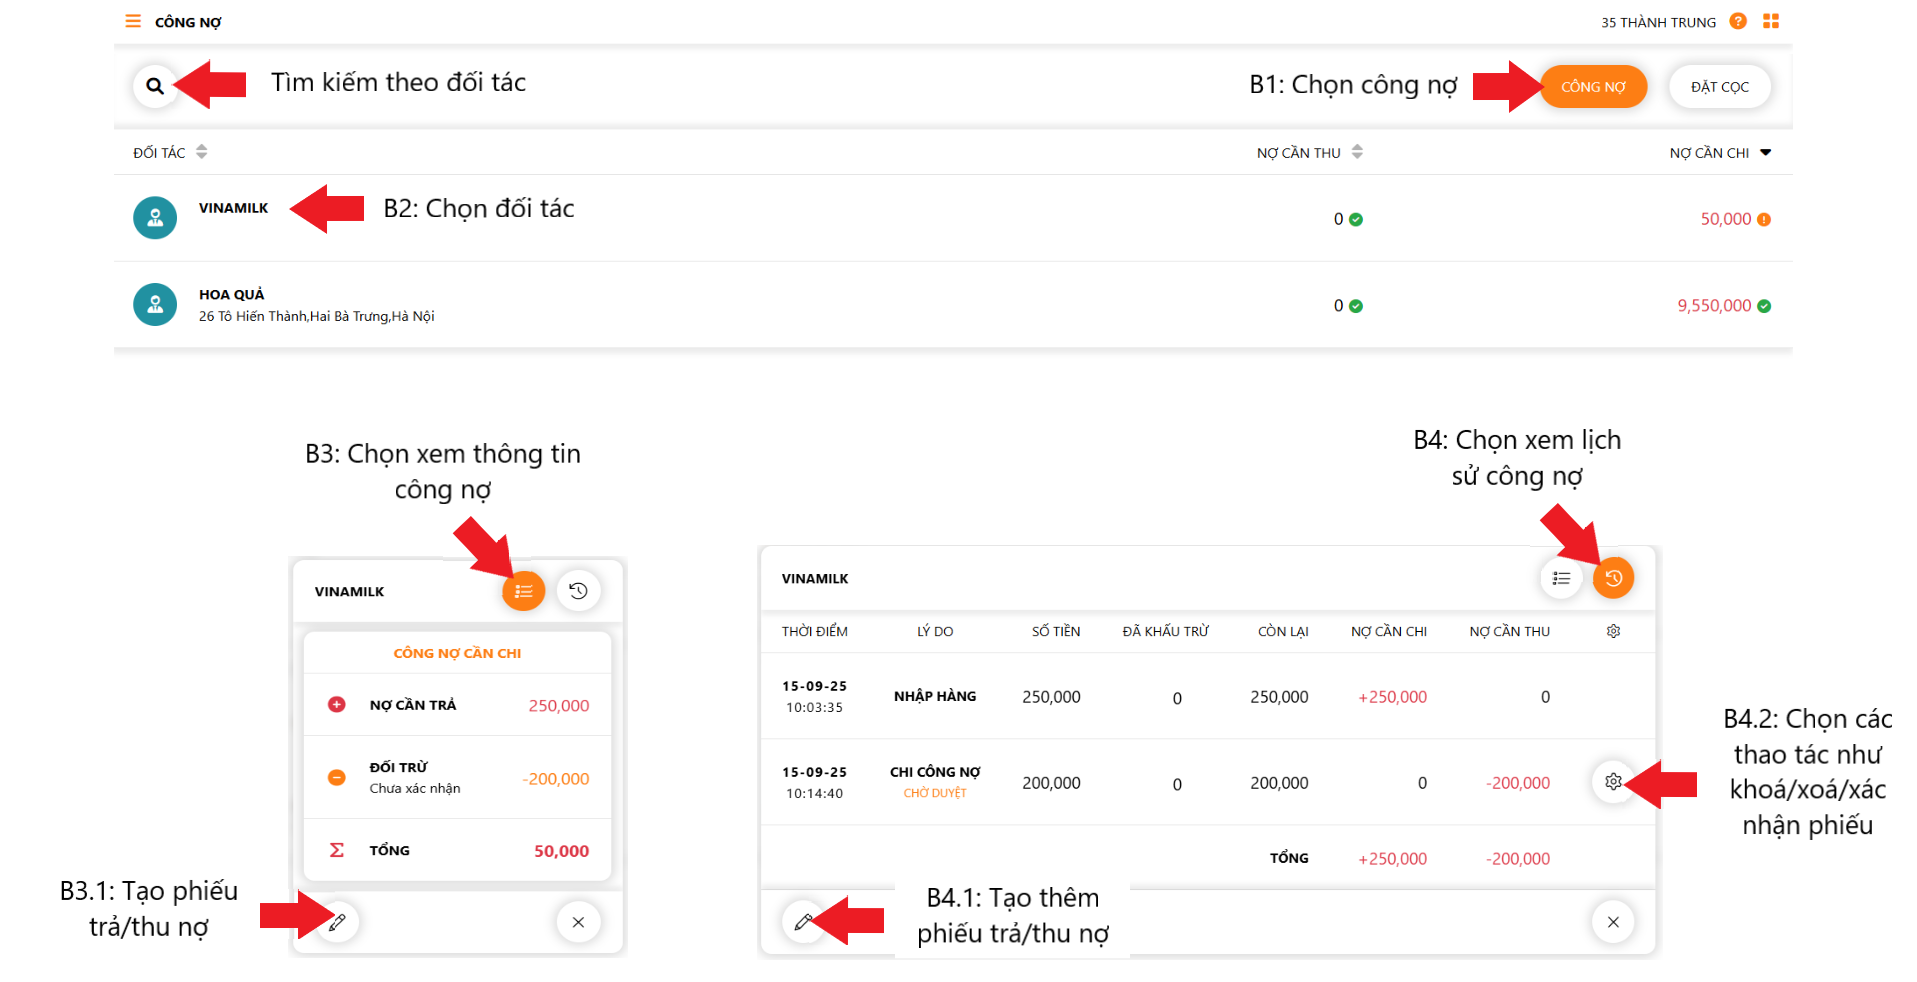 CÔNG NỢ
35 THÀNH TRUNG
Tìm kiếm theo đối tác
B1: Chọn công nợ
CÔNG NỢ
ĐẶT CỌC
ĐỐI TÁC
NỢ CẦN THU
NỢ CẦN CHI
VINAMILK
B2: Chọn đối tác
0
50,000
HOA QUẢ
26 Tô Hiến Thành,Hai Bà Trưng,Hà Nội
0
9,550,000
B3: Chọn xem thông tin
công nợ
VINAMILK
CÔNG NỢ CẦN CHI
NỢ CẦN TRẢ 250,000
ĐỐI TRỪ
Chưa xác nhận
-200,000
TỔNG 50,000
B3.1: Tạo phiếu
trả/thu nợ
B4: Chọn xem lịch
sử công nợ
VINAMILK
THỜI ĐIỂM LÝ DO SỐ TIỀN ĐÃ KHẤU TRỪ CÒN LẠI NỢ CẦN CHI NỢ CẦN THU
15-09-25
10:03:35
NHẬP HÀNG 250,000 0 250,000 +250,000 0
15-09-25
10:14:40
CHI CÔNG NỢ
CHỜ DUYỆT
200,000 0 200,000 0 -200,000
TỔNG +250,000 -200,000
B4.1: Tạo thêm
phiếu trả/thu nợ
B4.2: Chọn các
thao tác như
khoá/xoá/xác
nhận phiếu